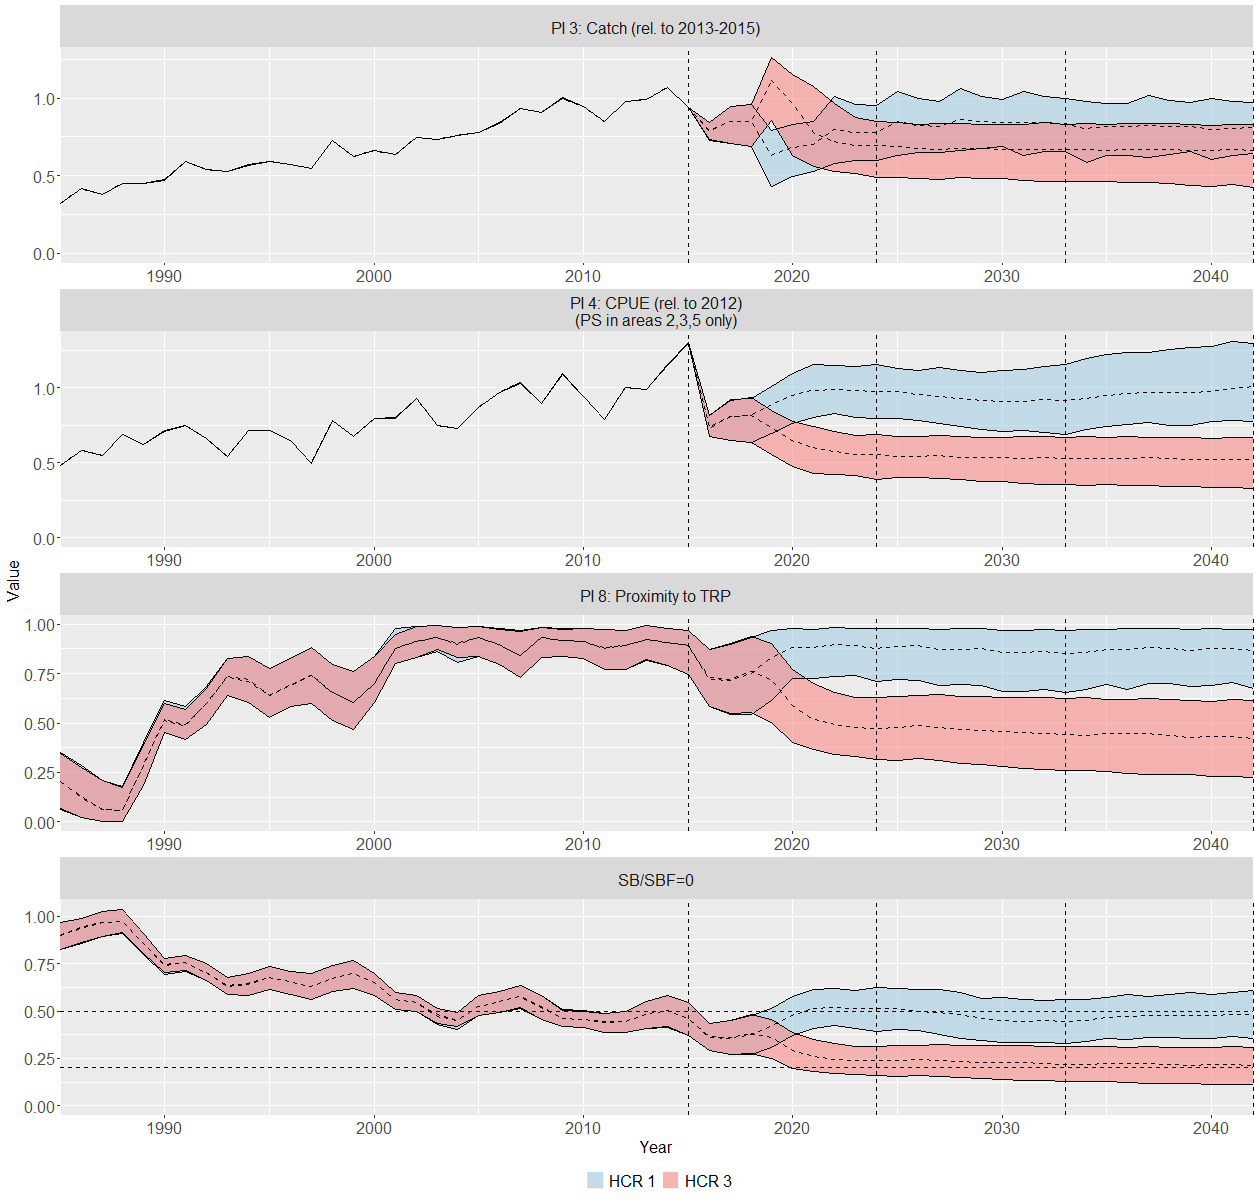 PI 3: Catch (rel. to 2013-2015)
1.0
0.5
0.0
1990 2000 2010 2020 2030 2040
PI 4: CPUE (rel. to 2012)
(PS in areas 2,3,5 only)
1.0
0.5
0.0
1990 2000 2010 2020 2030 2040
Value
PI 8: Proximity to TRP
1.00
0.75
0.50
0.25
0.00
1990 2000 2010 2020 2030 2040
SB/SBF=0
1.00
0.75
0.50
0.25
0.00
1990 2000 2010 2020 2030 2040
Year
HCR 1 HCR 3